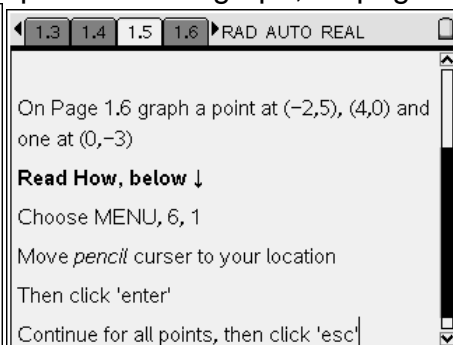 1.3 1.4 1.5 1.6 RAD AUTO REAL
On Page 1.6 graph a point at (−2,5), (4,0) and
one at (0,−3)
Read How, below ↓
Choose MENU, 6, 1
Move pencil curser to your location
Then click 'enter'
Continue for all points, then click 'esc'